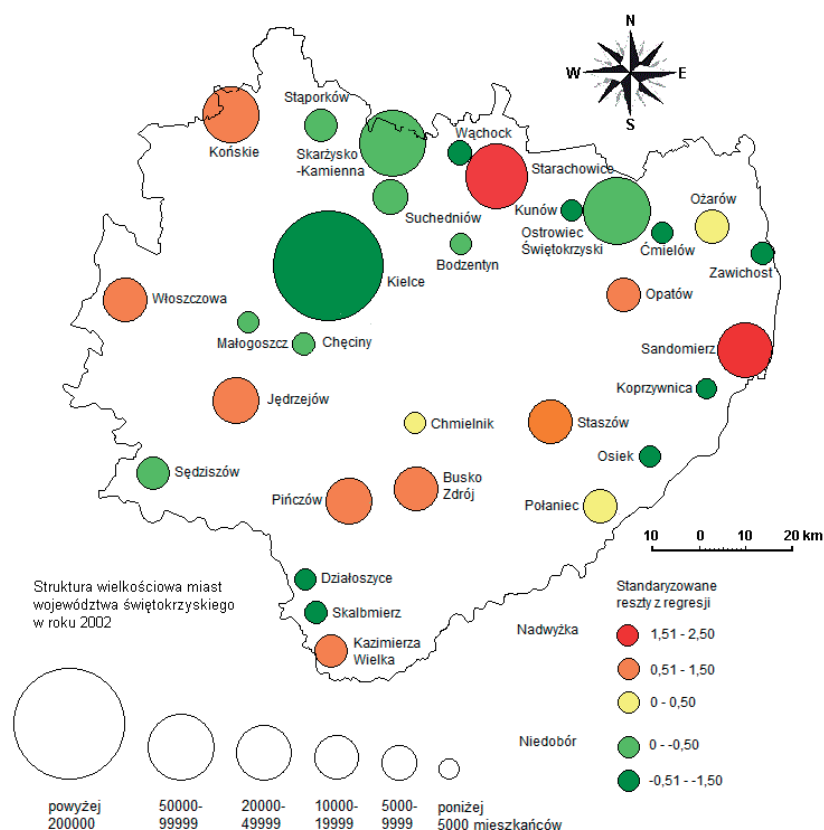 N
W
E
S
Stąporków
Końskie
Skarżysko
-Kamienna
Wąchock
Starachowice
Suchedniów
Kunów
Ostrowiec
Świętokrzyski
Ożarów
Ćmielów
Bodzentyn
Zawichost
Kielce
Włoszczowa
Opatów
Małogoszcz
Chęciny
Sandomierz
Koprzywnica
Jędrzejów
Chmielnik
Staszów
Osiek
Sędziszów
Pińczów
Busko
Zdrój
Połaniec
10 0 10 20 km
Działoszyce
Skalbmierz
Kazimierza
Wielka
Struktura wielkościowa miast
województwa świętokrzyskiego
w roku 2002
Standaryzowane
reszty z regresji
Nadwyżka
1,51 - 2,50
0,51 - 1,50
0 - 0,50
Niedobór
0 --0,50
-0,51 --1,50
powyżej
200000
50000-
99999
20000-
49999
10000-
19999
5000-
9999
poniżej
5000 mieszkańców